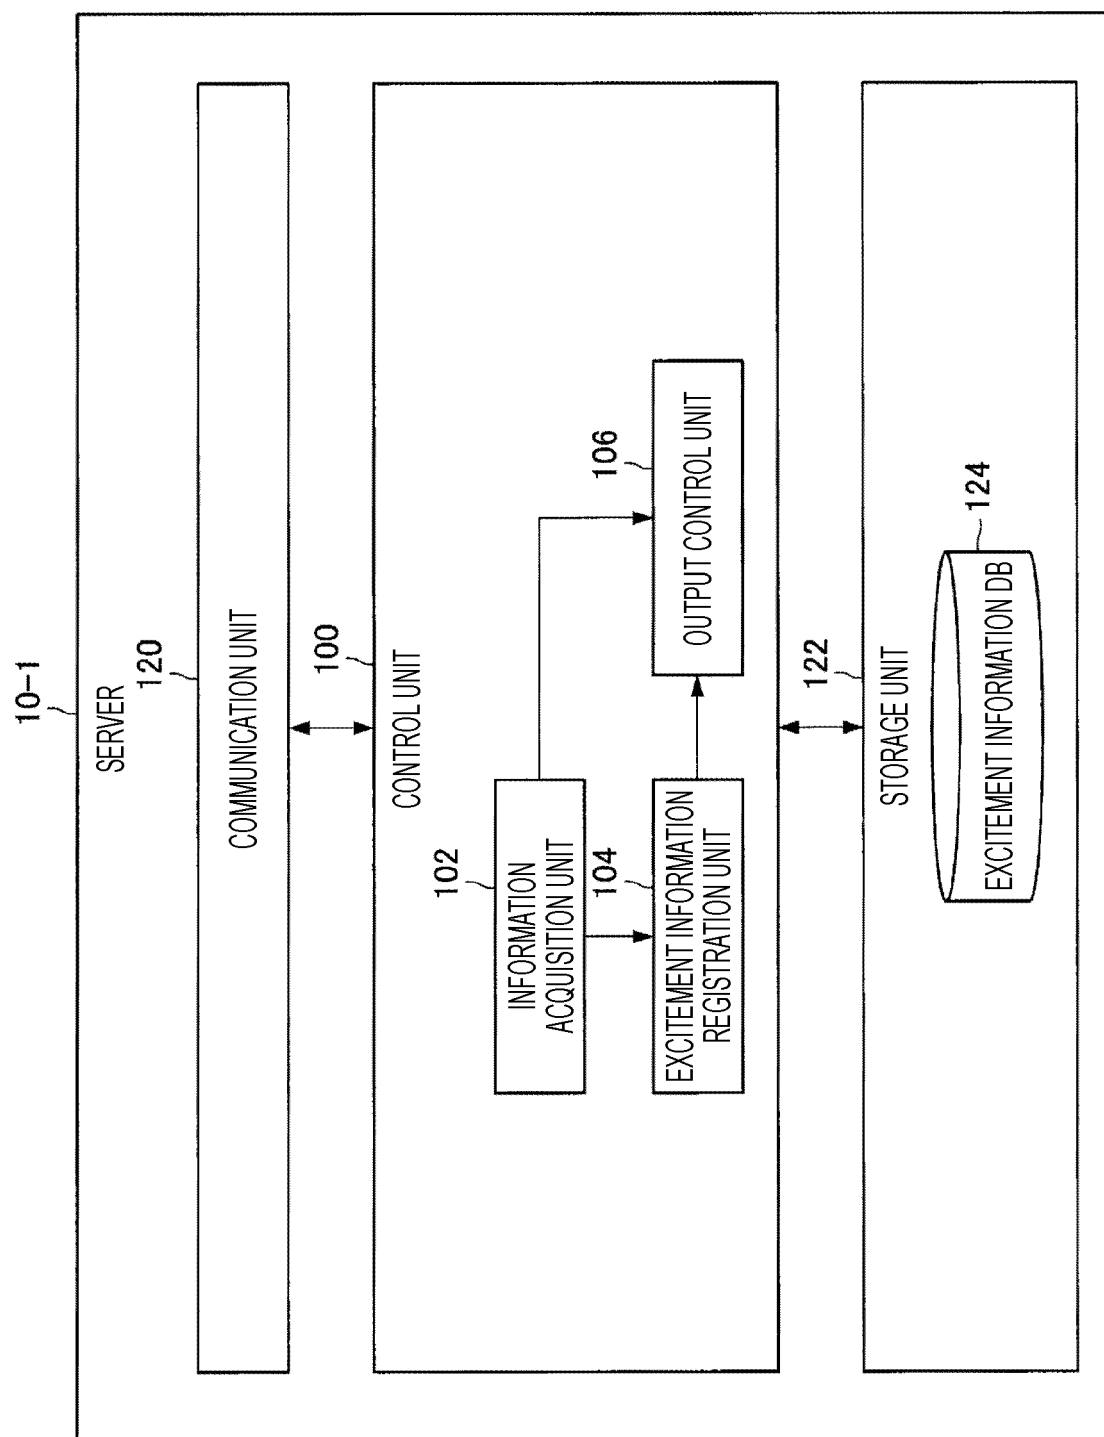 10-1
SERVER
120
COMMUNICATION UNIT
100
CONTROL UNIT
102
INFORMATION
ACQUISITION UNIT
104
EXCITEMENT INFORMATION
REGISTRATION UNIT
106
OUTPUT CONTROL UNIT
122
STORAGE UNIT
124
EXCITEMENT INFORMATION DB